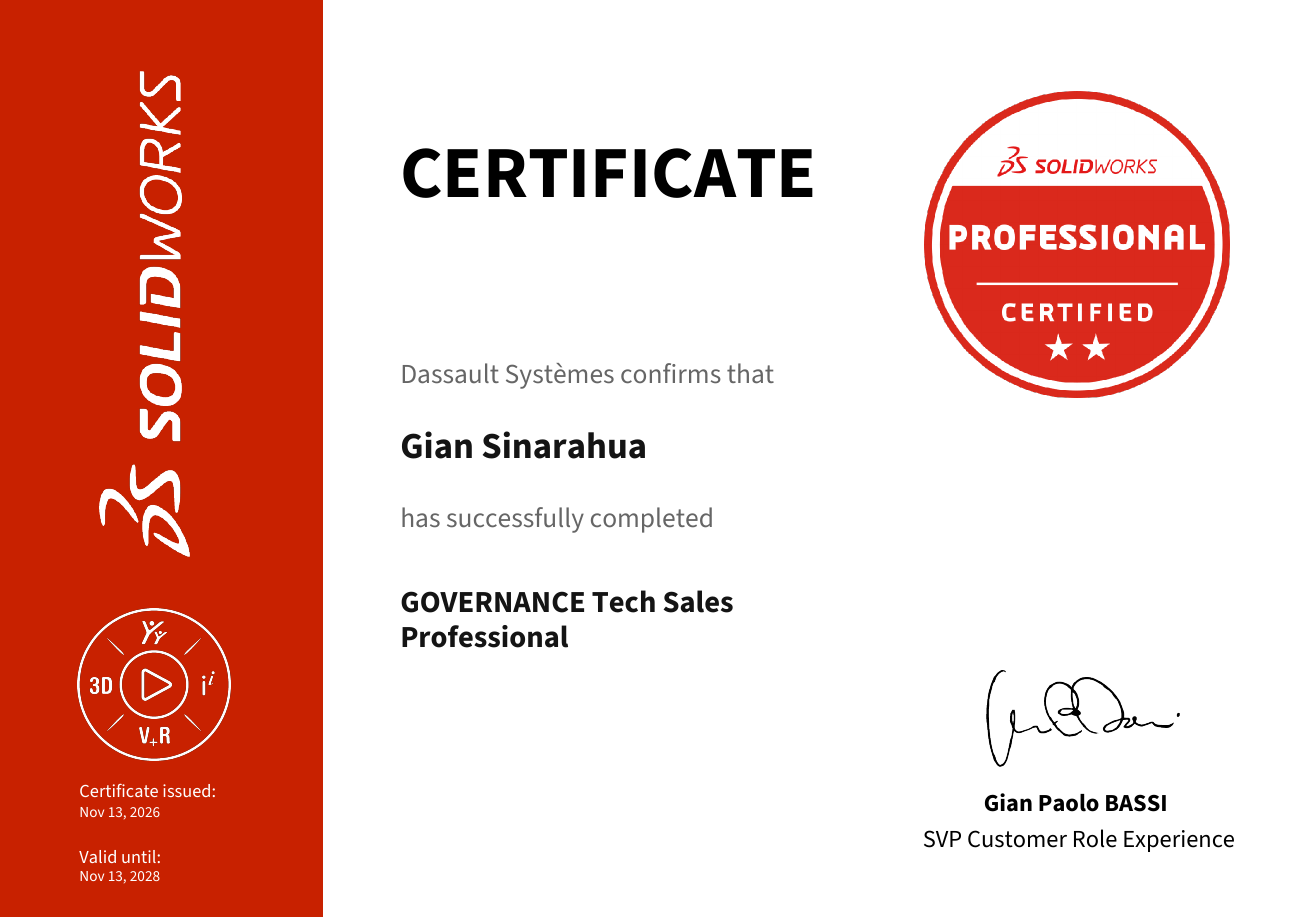 SOLIDWORKS
3D
V+R
Certificate issued:
Nov 13, 2026
Valid until:
Nov 13, 2028
CERTIFICATE
Dassault Systèmes confirms that
Gian Sinarahua
has successfully completed
GOVERNANCE Tech Sales
Professional
SOLIDWORKS
PROFESSIONAL
CERTIFIED
Gian Paolo BASSI
SVP Customer Role Experience